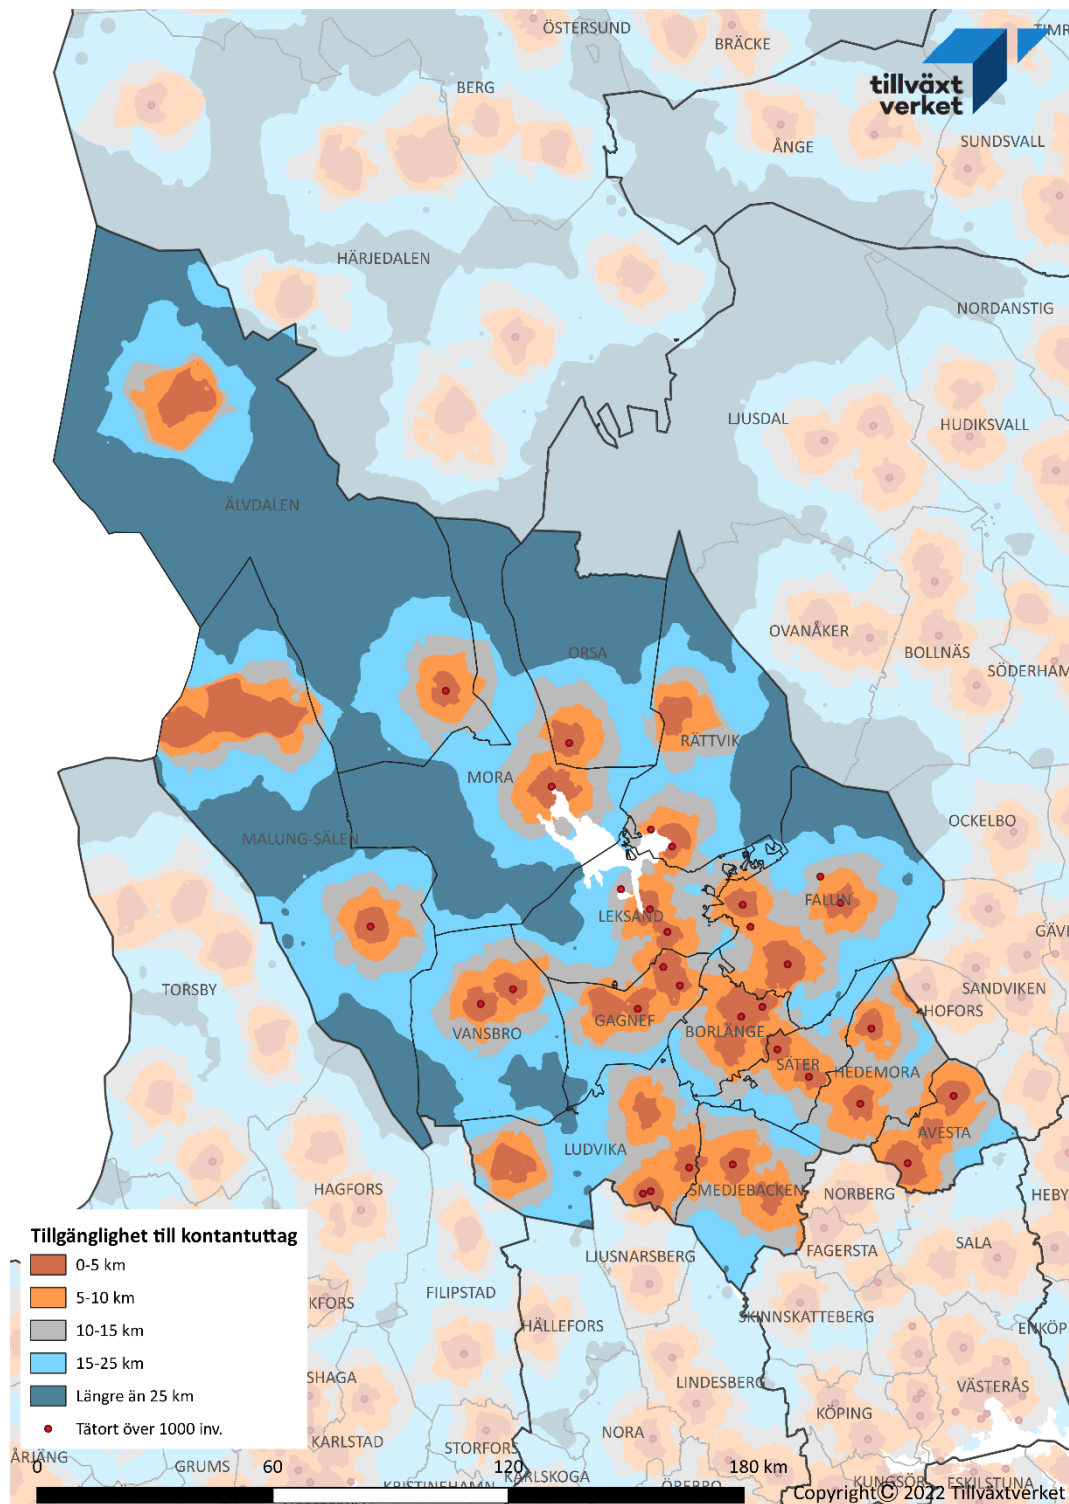 ÖSTERSUND
BRÄCKE
BERG
tillväxt
verket
ÅNGE
SUNDSVALL
HÄRJEDALEN
NORDANSTIG
LJUSDAL
HUDIKSVALL
ÄLVDALEN
OVANÅKER
BOLLNÄS
ORSA
SÖDERHAM
RÄTTVIK
MORA
OCKELBO
MALUNG-SÄLEN
FALUN
LEKSAND
GÄVL
TORSBY
SANDVIKEN
HOFORS
GAGNEF
BORLÄNGE
VANSBRO
SÄTER
HEDEMORA
AVESTA
LUDVIKA
HAGFORS
SMEDJEBACKEN
NORBERG
HEBY
Tillgänglighet till kontantuttag
0-5 km
5-10 km
10-15 km
15-25 km
Längre än 25 km
Tätort över 1000 inv.
LJUSNARSBERG
FAGERSTA
SALA
FILIPSTAD
KFORS
HÄLLEFORS
SKINNSKATTEBERG
ENKÖP
SHAGA
LINDESBERG
VÄSTERÅS
KÖPING
KARLSTAD
STORFORS
NORA
ÅRJÄNG
GRUMS
KARLSKOGA
KRISTINEHAMN
ÖREBRO
KUNGSÖR
ESKILSTUNA
0 60 120 180 km
Copyright© 2022 Tillväxtverket